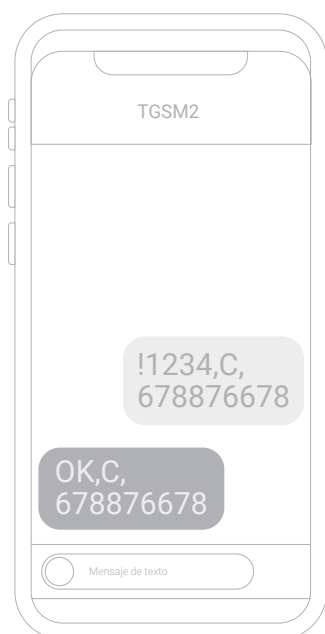 TGSM2
!1234,C,
678876678
OK,C,
678876678
Mensaje de texto